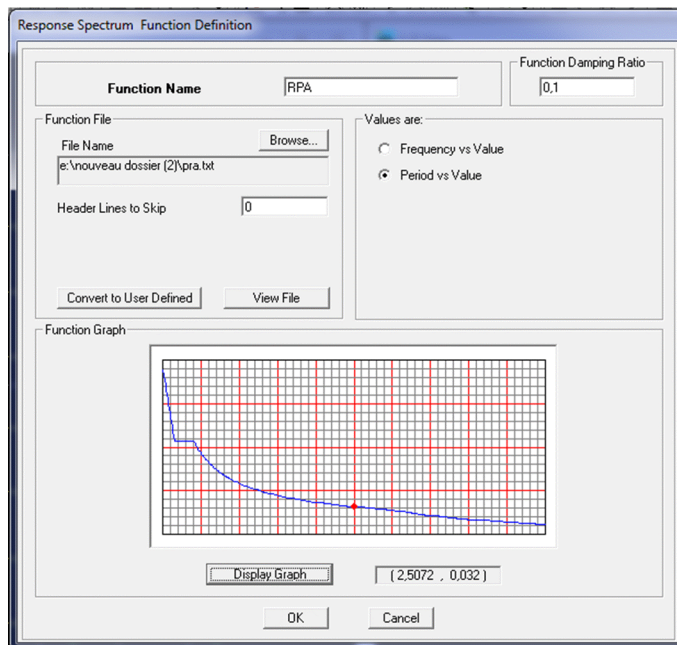 Response Spectrum Function Definition
Function Damping Ratio
Function Name
RPA
0,1
Function File
Values are:
File Name
Browse...
e:\nouveau dossier (2)\pra.txt
Frequency vs Value
Period vs Value
Header Lines to Skip
0
Convert to User Defined
View File
Function Graph
Display Graph
( 2,5072 , 0,032 )
OK
Cancel